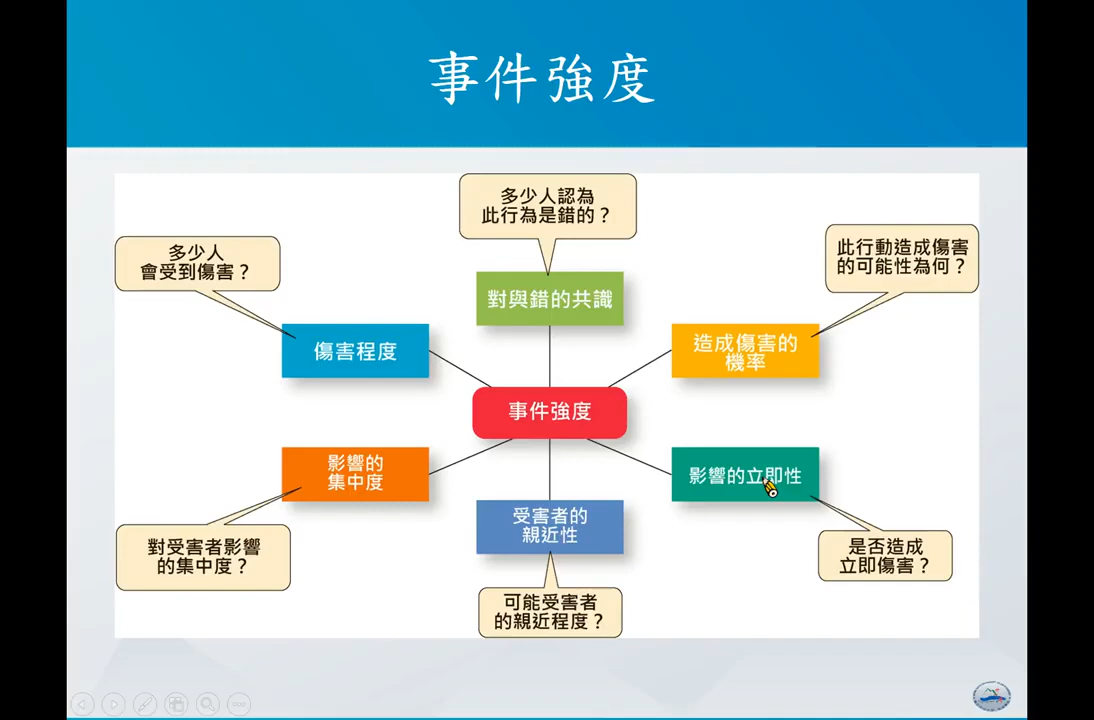 事件強度
多少人認為
此行為是錯的？
多少人
會受到傷害？
此行動造成傷害
的可能性為何？
對與錯的共識
傷害程度
造成傷害的
機率
事件強度
影響的
集中度
影響的立即性
受害者的
親近性
對受害者影響
的集中度？
是否造成
立即傷害？
可能受害者
的親近程度？